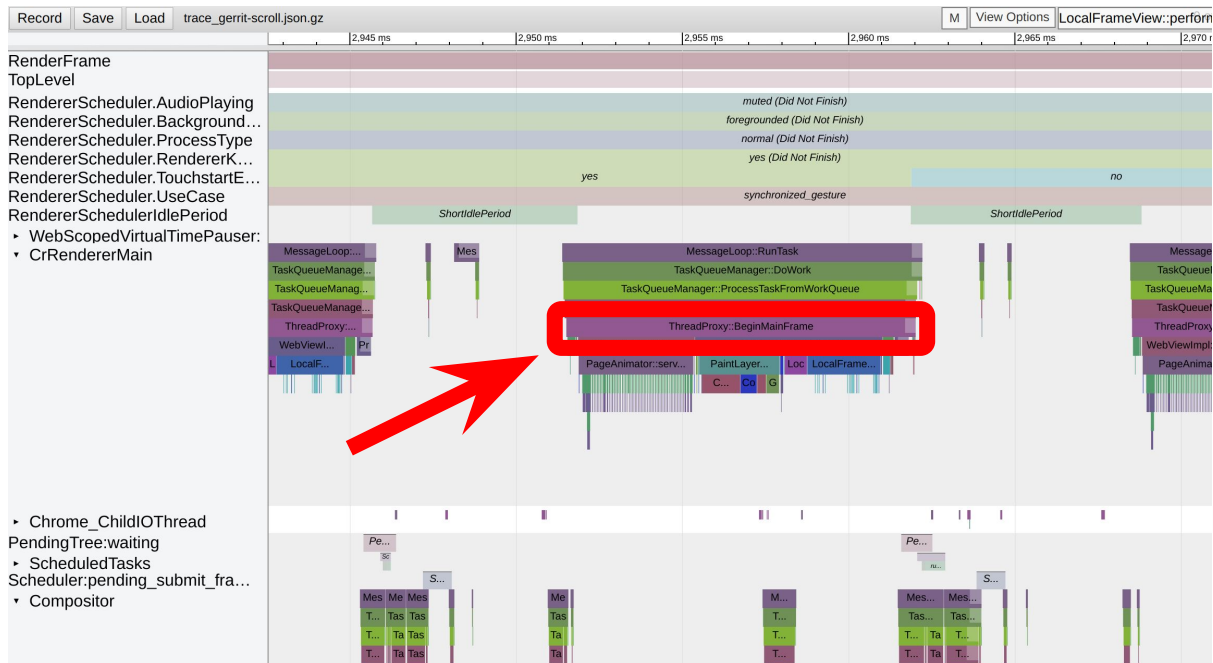 Record Save Load trace_gerrit-scroll.json.gz M View Options LocalFrameView::perform
2,945 ms 2,950 ms 2,955 ms 2,960 ms 2,965 ms 2,970 m
RenderFrame
TopLevel
RendererScheduler.AudioPlaying muted (Did Not Finish)
RendererScheduler.Background… foregrounded (Did Not Finish)
RendererScheduler.ProcessType normal (Did Not Finish)
RendererScheduler.RendererK… yes (Did Not Finish)
RendererScheduler.TouchstartE… yes no
RendererScheduler.UseCase synchronized_gesture
RendererSchedulerIdlePeriod ShortIdlePeriod ShortIdlePeriod
WebScopedVirtualTimePauser:
CrRendererMain MessageLoop:... Mes MessageLoop::RunTask Message
TaskQueueManage... TaskQueueManager::DoWork TaskQueueM
TaskQueueManag... TaskQueueManager::ProcessTaskFromWorkQueue TaskQueueMa
TaskQueueManage... TaskQueueM
ThreadProxy:... ThreadProxy::BeginMainFrame ThreadProxy
WebViewI... Pr WebViewImpl:
L LocalF... PageAnimator::serv... PaintLayer... Loc LocalFrame... PageAnima
C... Co G
Chrome_ChildIOThread
PendingTree:waiting Pe... Pe...
ScheduledTasks Sc ru...
Scheduler:pending_submit_fra… S... S...
Compositor Mes Me Mes Me M... Mes... Mes...
T... Tas Tas Tas T... Tas... Tas...
T... Ta Tas Ta T... T... Ta T...
T... Ta Tas Ta T... T... Ta T...